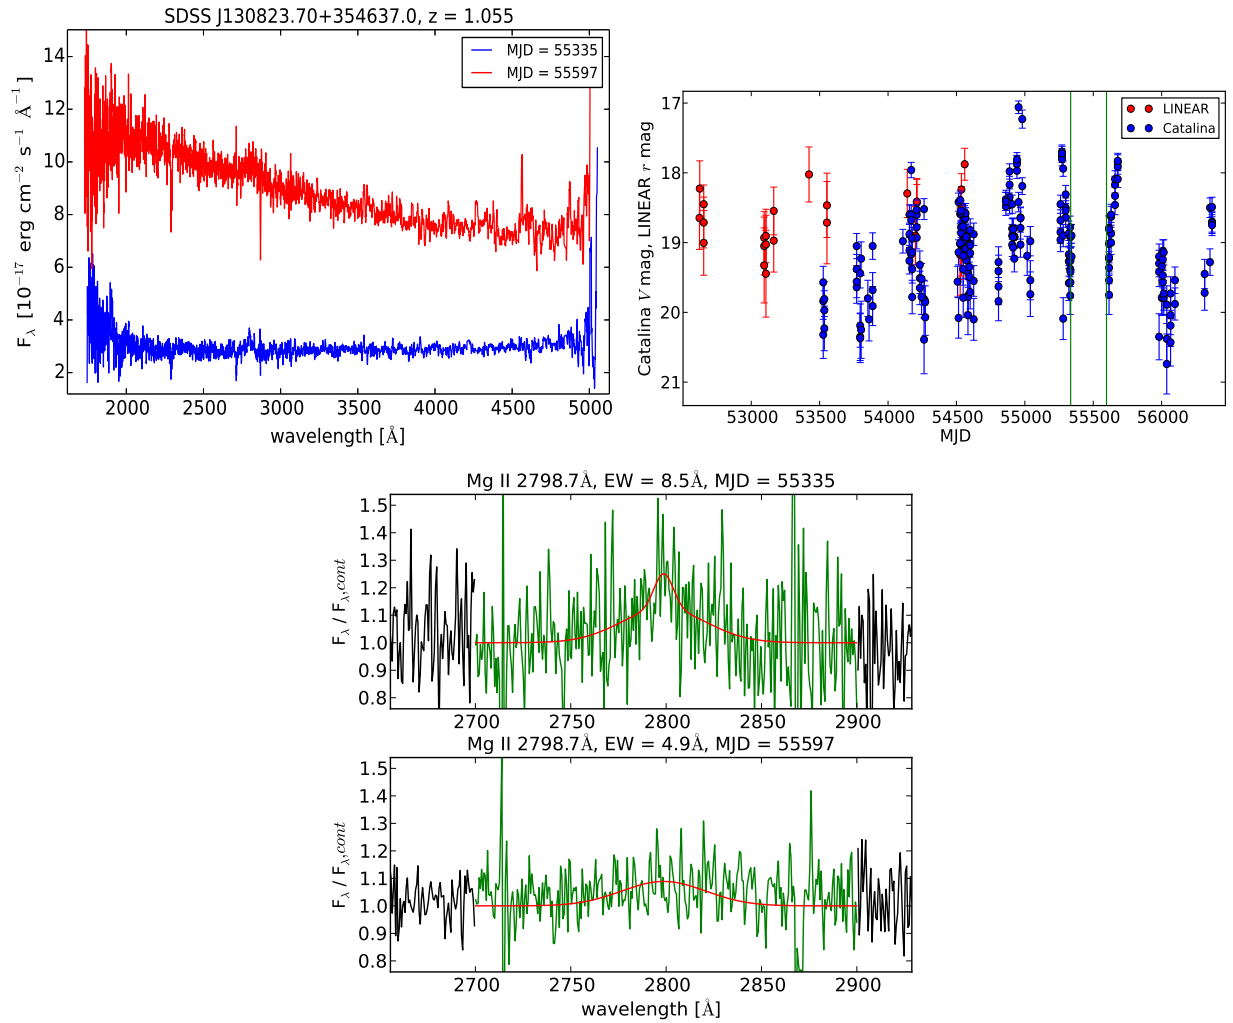 SDSS J130823.70+354637.0, z = 1.055
MJD = 55335
MJD = 55597
14
12
10
8
6
4
2
F_λ [10^{-17} erg cm^{-2} s^{-1} Å^{-1}]
2000 2500 3000 3500 4000 4500 5000
wavelength [Å]
LINEAR
Catalina
17
18
19
20
21
Catalina V mag, LINEAR r mag
53000 53500 54000 54500 55000 55500 56000
MJD
Mg II 2798.7Å, EW = 8.5Å, MJD = 55335
1.5
1.4
1.3
1.2
1.1
1.0
0.9
0.8
F_λ / F_{λ,cont}
2700 2750 2800 2850 2900
Mg II 2798.7Å, EW = 4.9Å, MJD = 55597
1.5
1.4
1.3
1.2
1.1
1.0
0.9
0.8
F_λ / F_{λ,cont}
2700 2750 2800 2850 2900
wavelength [Å]